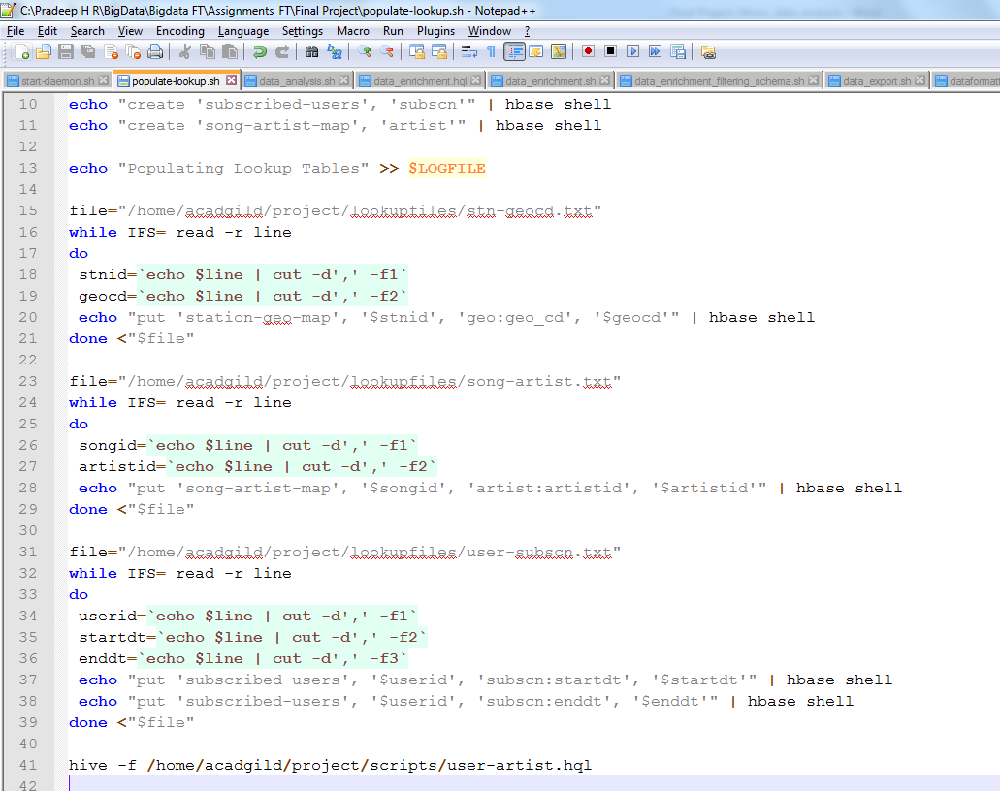 C:\Pradeep H R\BigData\Bigdata FT\Assignments_FT\Final Project\populate-lookup.sh - Notepad++
File Edit Search View Encoding Language Settings Macro Run Plugins Window ?
start-daemon.sh populate-lookup.sh data_analysis.sh data_enrichment.hql data_enrichment.sh data_enrichment_filtering_schema.sh data_export.sh dataformatt
10 echo "create 'subscribed-users', 'subscn'" | hbase shell
11 echo "create 'song-artist-map', 'artist'" | hbase shell
12
13 echo "Populating Lookup Tables" >> $LOGFILE
14
15 file="/home/acadgild/project/lookupfiles/stn-geocd.txt"
16 while IFS= read -r line
17 do
18 stnid=`echo $line | cut -d',' -f1`
19 geocd=`echo $line | cut -d',' -f2`
20 echo "put 'station-geo-map', '$stnid', 'geo:geo_cd', '$geocd'" | hbase shell
21 done <"$file"
22
23 file="/home/acadgild/project/lookupfiles/song-artist.txt"
24 while IFS= read -r line
25 do
26 songid=`echo $line | cut -d',' -f1`
27 artistid=`echo $line | cut -d',' -f2`
28 echo "put 'song-artist-map', '$songid', 'artist:artistid', '$artistid'" | hbase shell
29 done <"$file"
30
31 file="/home/acadgild/project/lookupfiles/user-subscn.txt"
32 while IFS= read -r line
33 do
34 userid=`echo $line | cut -d',' -f1`
35 startdt=`echo $line | cut -d',' -f2`
36 enddt=`echo $line | cut -d',' -f3`
37 echo "put 'subscribed-users', '$userid', 'subscn:startdt', '$startdt'" | hbase shell
38 echo "put 'subscribed-users', '$userid', 'subscn:enddt', '$enddt'" | hbase shell
39 done <"$file"
40
41 hive -f /home/acadgild/project/scripts/user-artist.hql
42